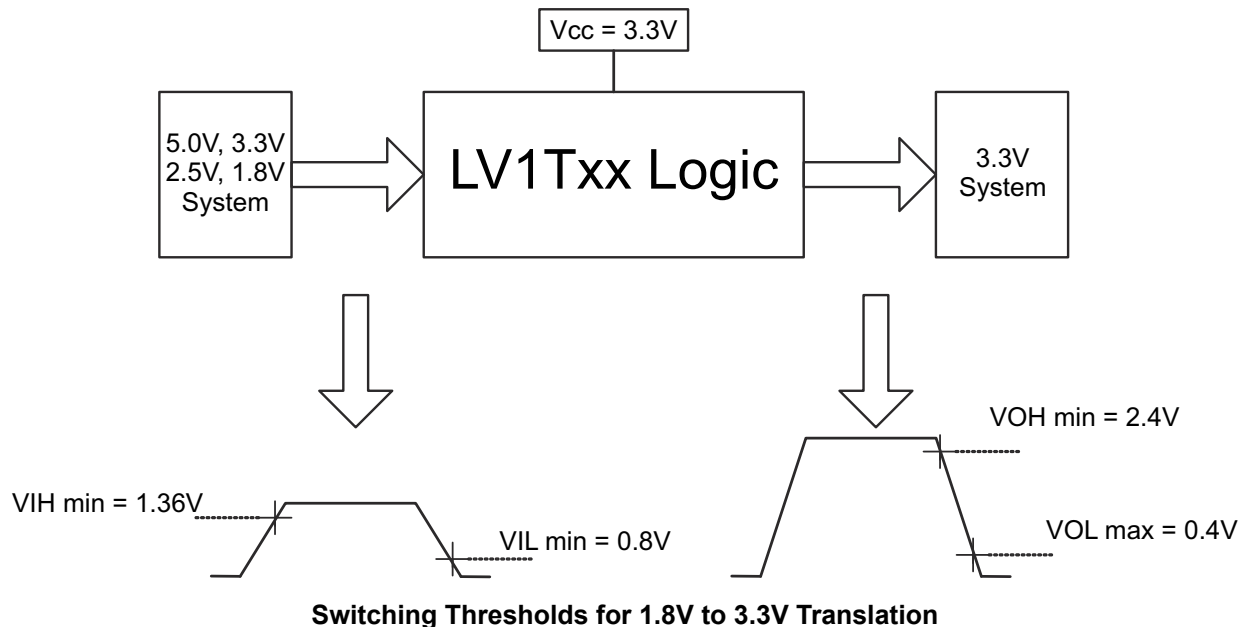 Vcc = 3.3V
5.0V, 3.3V
2.5V, 1.8V
System
LV1Txx Logic
3.3V
System
VOH min = 2.4V
VIH min = 1.36V
VIL min = 0.8V
VOL max = 0.4V
Switching Thresholds for 1.8V to 3.3V Translation